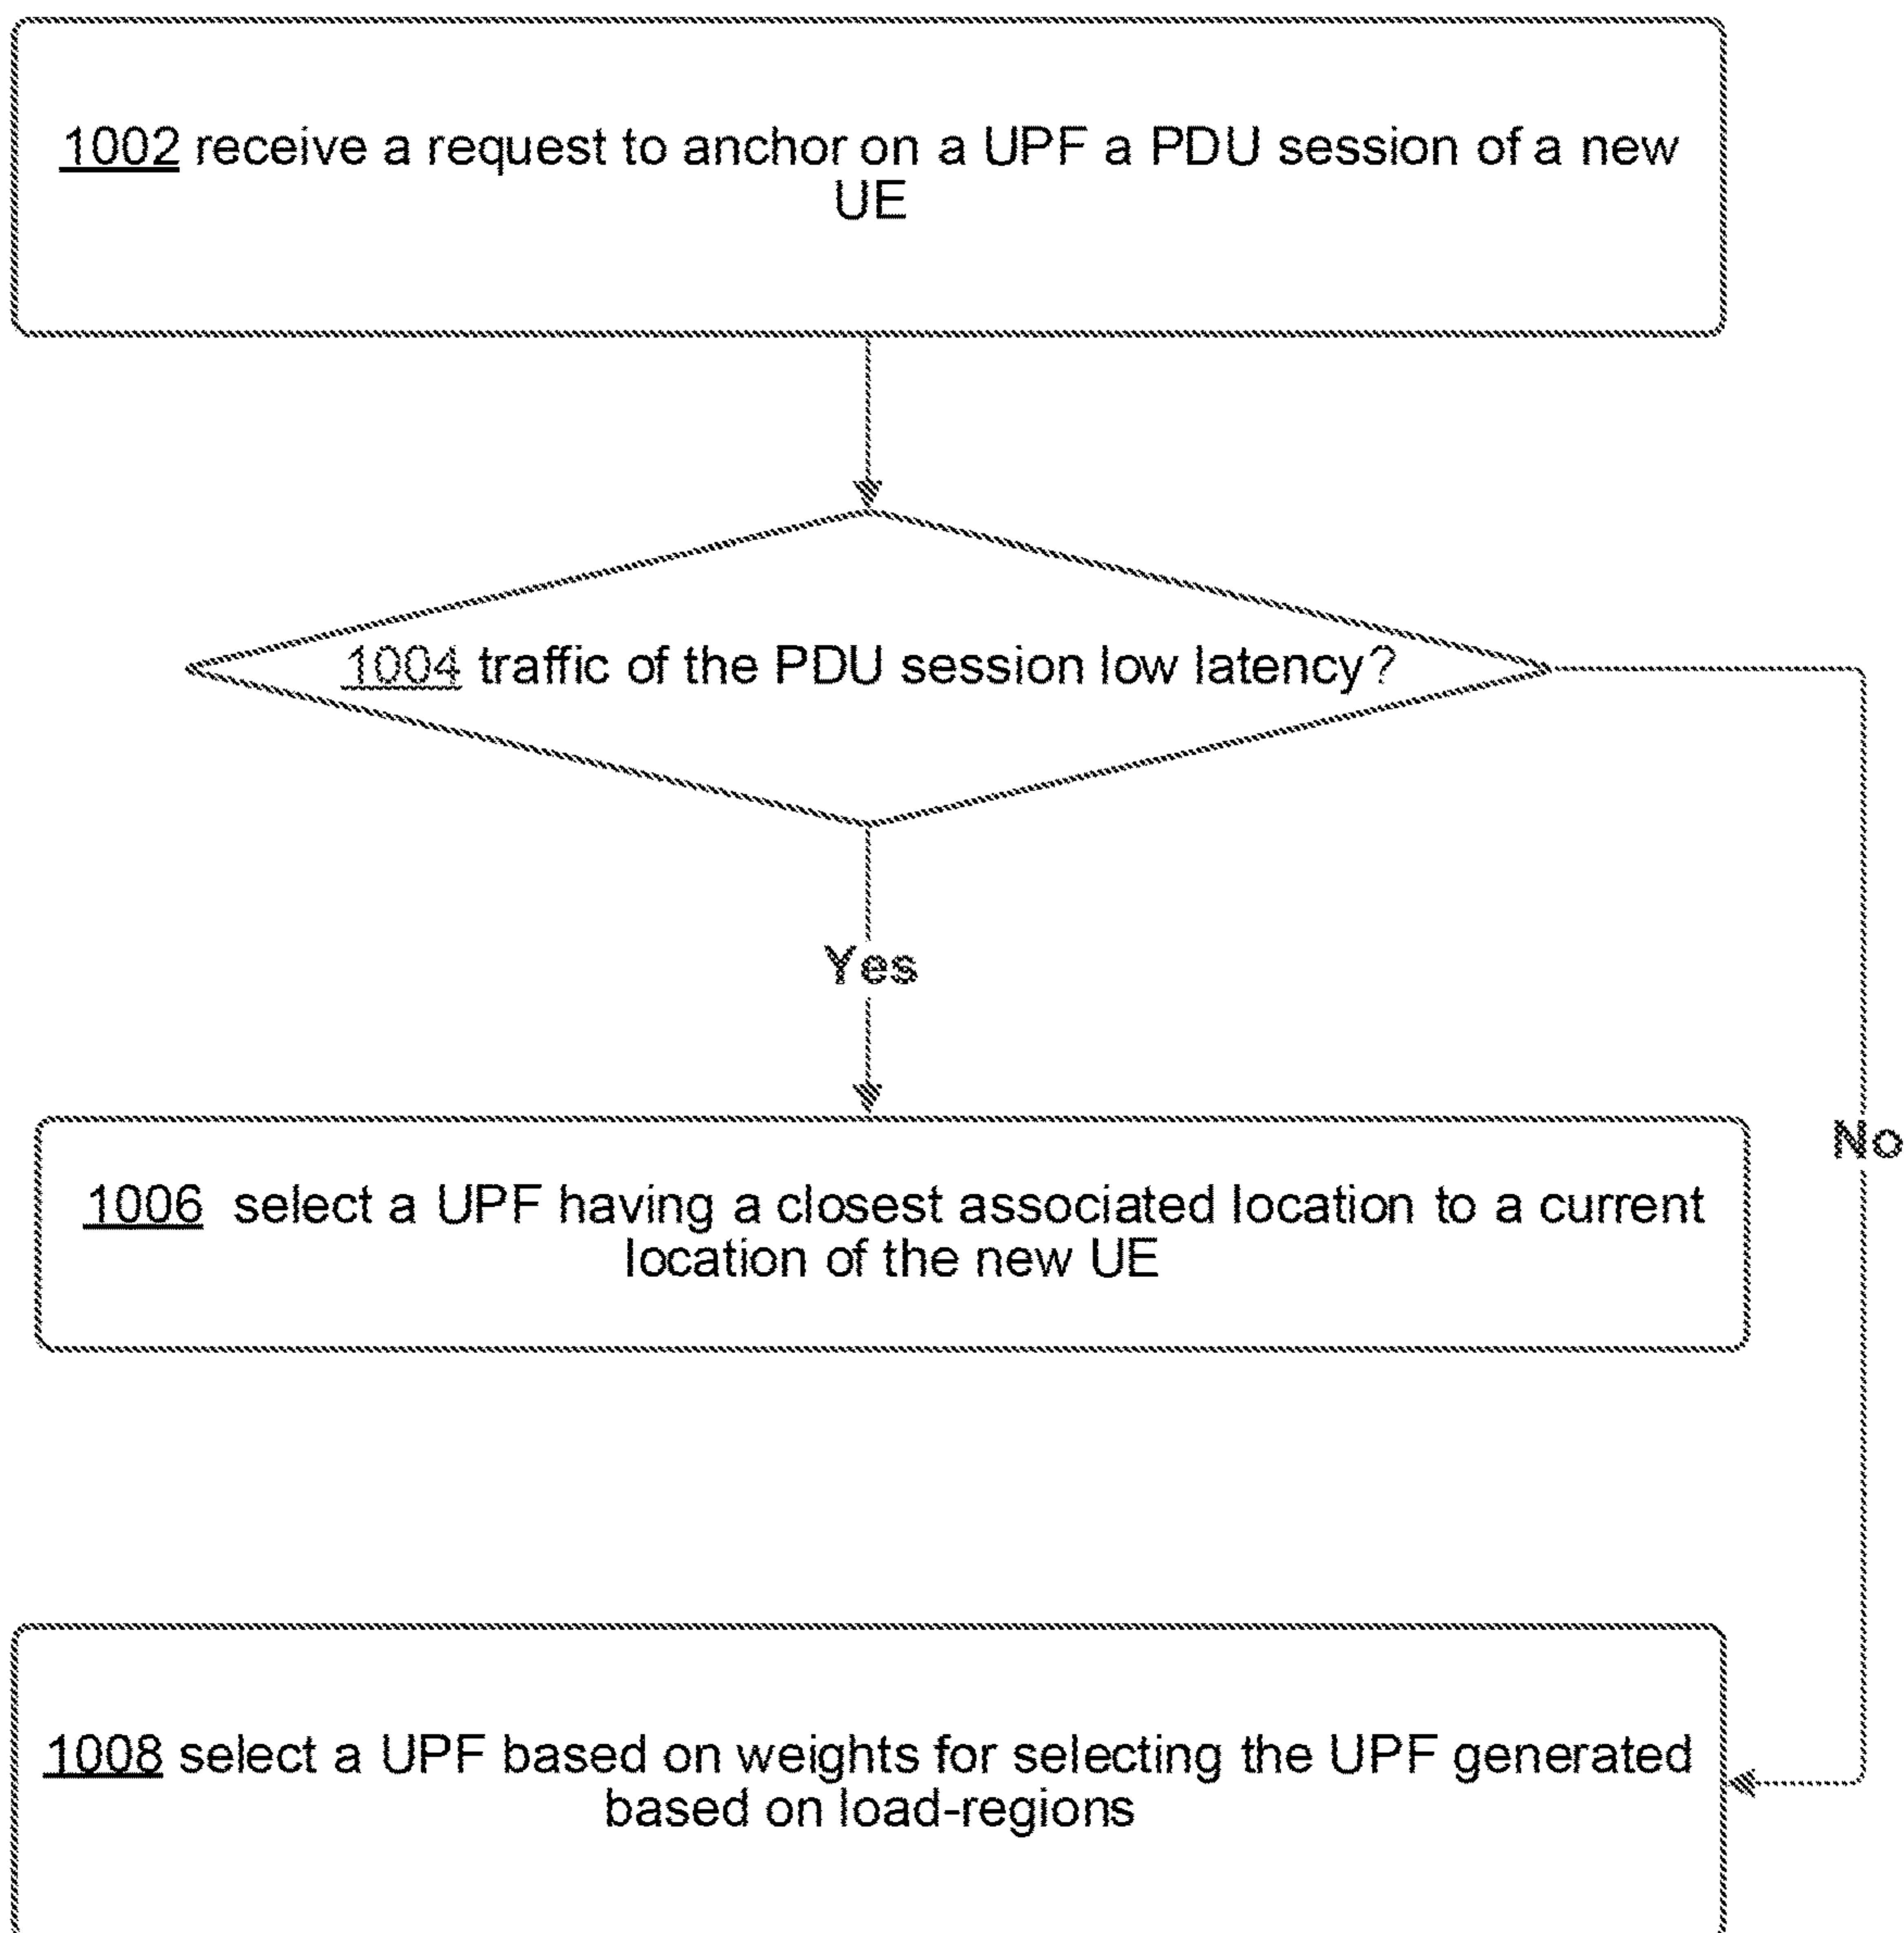 1002 receive a request to anchor on a UPF a PDU session of a new
UE
1004 traffic of the PDU session low latency?
Yes
No
1006 select a UPF having a closest associated location to a current
location of the new UE
1008 select a UPF based on weights for selecting the UPF generated
based on load-regions